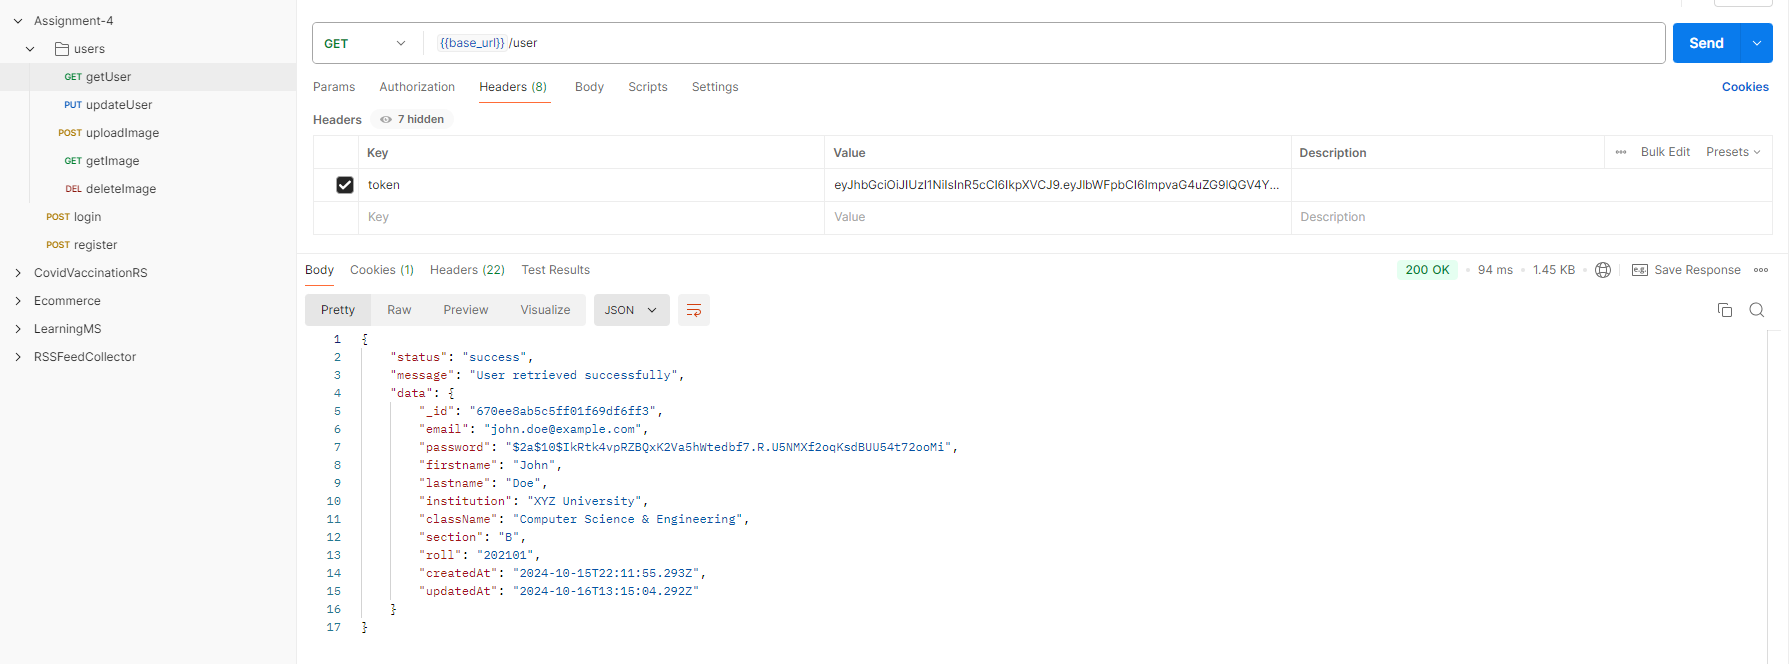 Assignment-4
users
GET getUser
PUT updateUser
POST uploadImage
GET getImage
DEL deleteImage
POST login
POST register
CovidVaccinationRS
Ecommerce
LearningMS
RSSFeedCollector
GET {{base_url}} /user Send
Params Authorization Headers (8) Body Scripts Settings Cookies
Headers 7 hidden
Key Value Description ••• Bulk Edit Presets
token eyJhbGciOiJIUzI1NiIsInR5cCI6IkpXVCJ9.eyJlbWFpbCI6ImpvaG4uZG9lQGV4Y...
Key Value Description
Body Cookies (1) Headers (22) Test Results 200 OK • 94 ms • 1.45 KB • e.g. Save Response
Pretty Raw Preview Visualize JSON
1 {
2 "status": "success",
3 "message": "User retrieved successfully",
4 "data": {
5 "_id": "670ee8ab5c5ff01f69df6ff3",
6 "email": "john.doe@example.com",
7 "password": "$2a$10$IkRtk4vpRZBQxK2Va5hWtedbf7.R.U5NMXf2oqKsdBUU54t72ooMi",
8 "firstname": "John",
9 "lastname": "Doe",
10 "institution": "XYZ University",
11 "className": "Computer Science & Engineering",
12 "section": "B",
13 "roll": "202101",
14 "createdAt": "2024-10-15T22:11:55.293Z",
15 "updatedAt": "2024-10-16T13:15:04.292Z"
16 }
17 }